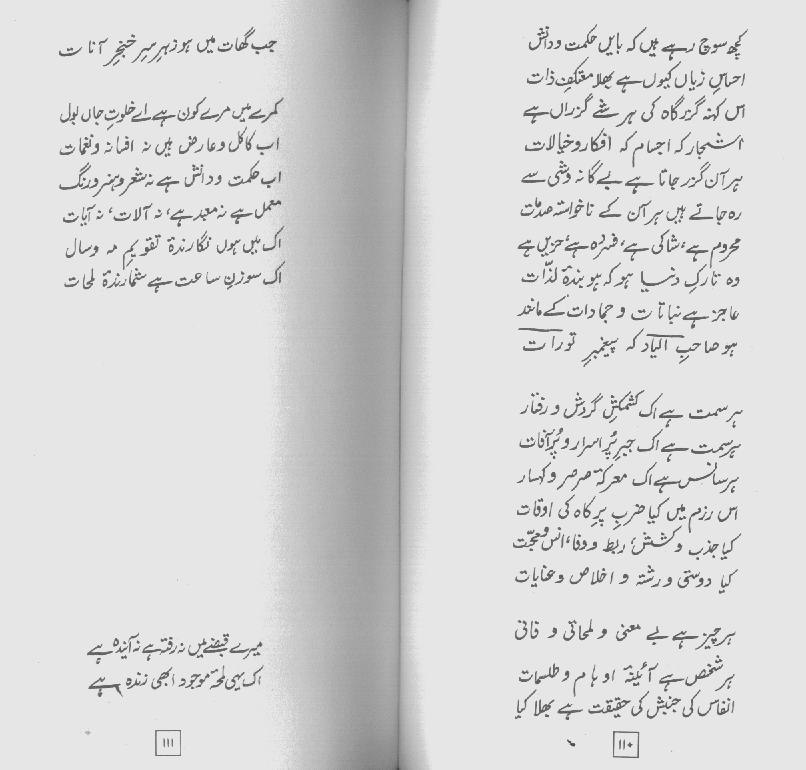 کچھ سوچ رہے ہیں کہ بایں حکمت و دانش
احساسِ زیاں کیوں ہے بھلا معتکفِ ذات
اس کہنہ گزرگاہ کی ہر شے گزراں ہے
اشجار کہ اجسام کہ افکار و خیالات
ہر آن گزر جاتا ہے بے گانہ وشی سے
رہ جاتے ہیں ہر آن کے ناخواستہ صدمات
محروم ہے، شاکی ہے، فسردہ ہے، حزیں ہے
وہ تارکِ دنیا ہو کہ ہو بندۂ لذّات
عاجز ہے نباتات و جمادات کے مانند
ہو صاحبِ الیاد کہ پیغمبرِ تورات
ہر سمت ہے اک کشمکشِ گردش و رفتار
ہر سمت ہے اک جبرِ پُر اسرار و پُر آفات
ہر سانس ہے اک معرکۂ صرصر و کہسار
اس رزم میں کیا ضربِ پرِ کاہ کی اوقات
کیا جذب و کشش، ربط و وفا، انس و محبّت
کیا دوستی و رشتہ و اخلاص و عنایات
ہر چیز ہے بے معنی و لمحاتی و فانی
ہر شخص ہے آئینۂ اوہام و طلسمات
انفاس کی جنبش کی حقیقت ہے بھلا کیا
۱۱۰
جب گھات میں ہو زہر سرِ خنجرِ آنات
کمرے میں مرے کون ہے اے خلوتِ جاں بول
اب کاکل و عارض ہیں نہ افسانہ و نغمات
اب حکمت و دانش ہے نہ شعر و ہنر و رنگ
معمل ہے نہ معبد ہے، نہ آلات، نہ آیات
اک میں ہوں نگارندۂ تقویمِ مہ و سال
اک سوزنِ ساعت ہے شمارندۂ لمحات
میرے قبضے میں نہ رفتہ ہے نہ آیندہ ہے
اک یہی لمحۂ موجود ابھی زندہ ہے
۱۱۱